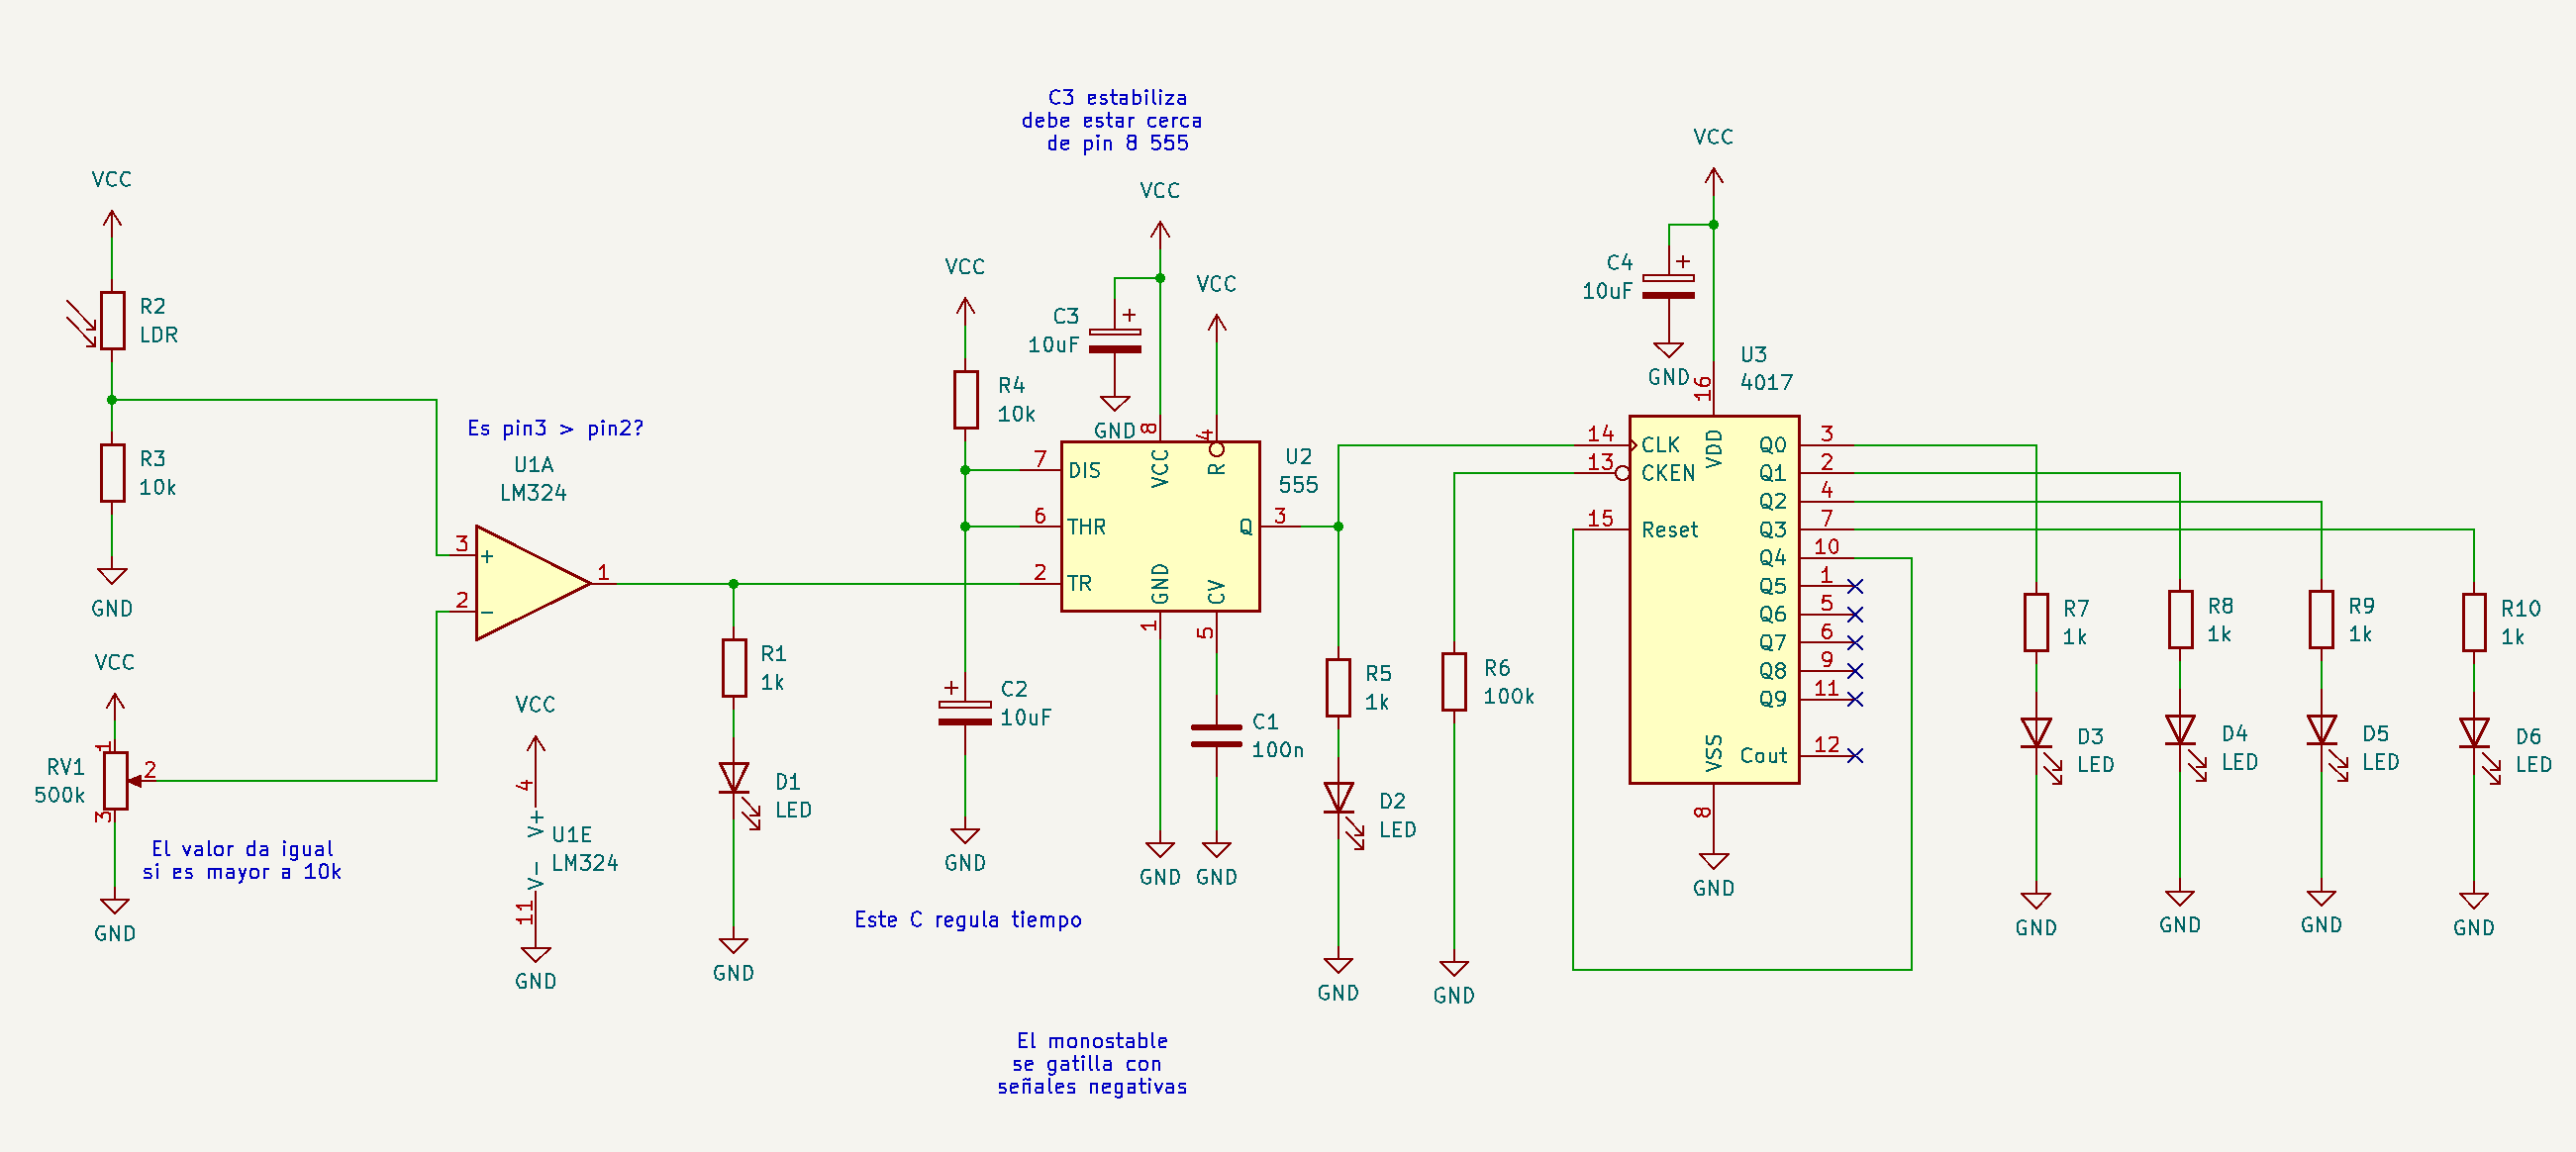 C3 estabiliza
debe estar cerca
de pin 8 555
VCC
R2
LDR
R3
10k
GND
VCC
1
RV1
500k
2
3
GND
El valor da igual
si es mayor a 10k
Es pin3 > pin2?
U1A
LM324
3
+
2
-
1
VCC
4
V+
U1E
LM324
V-
11
GND
R1
1k
D1
LED
GND
VCC
R4
10k
+
C2
10uF
GND
Este C regula tiempo
VCC
C3
10uF
+
GND
VCC
8
4
U2
555
7
DIS
VCC
R
6
THR
Q
3
2
TR
GND
CV
1
5
C1
100n
GND
GND
El monostable
se gatilla con
señales negativas
R5
1k
D2
LED
GND
R6
100k
GND
VCC
C4
10uF
+
GND
16
U3
4017
14
CLK
VDD
Q0
3
13
CKEN
Q1
2
Q2
4
15
Reset
Q3
7
Q4
10
Q5
1
Q6
5
Q7
6
Q8
9
Q9
11
VSS
Cout
12
8
GND
R7
1k
D3
LED
GND
R8
1k
D4
LED
GND
R9
1k
D5
LED
GND
R10
1k
D6
LED
GND